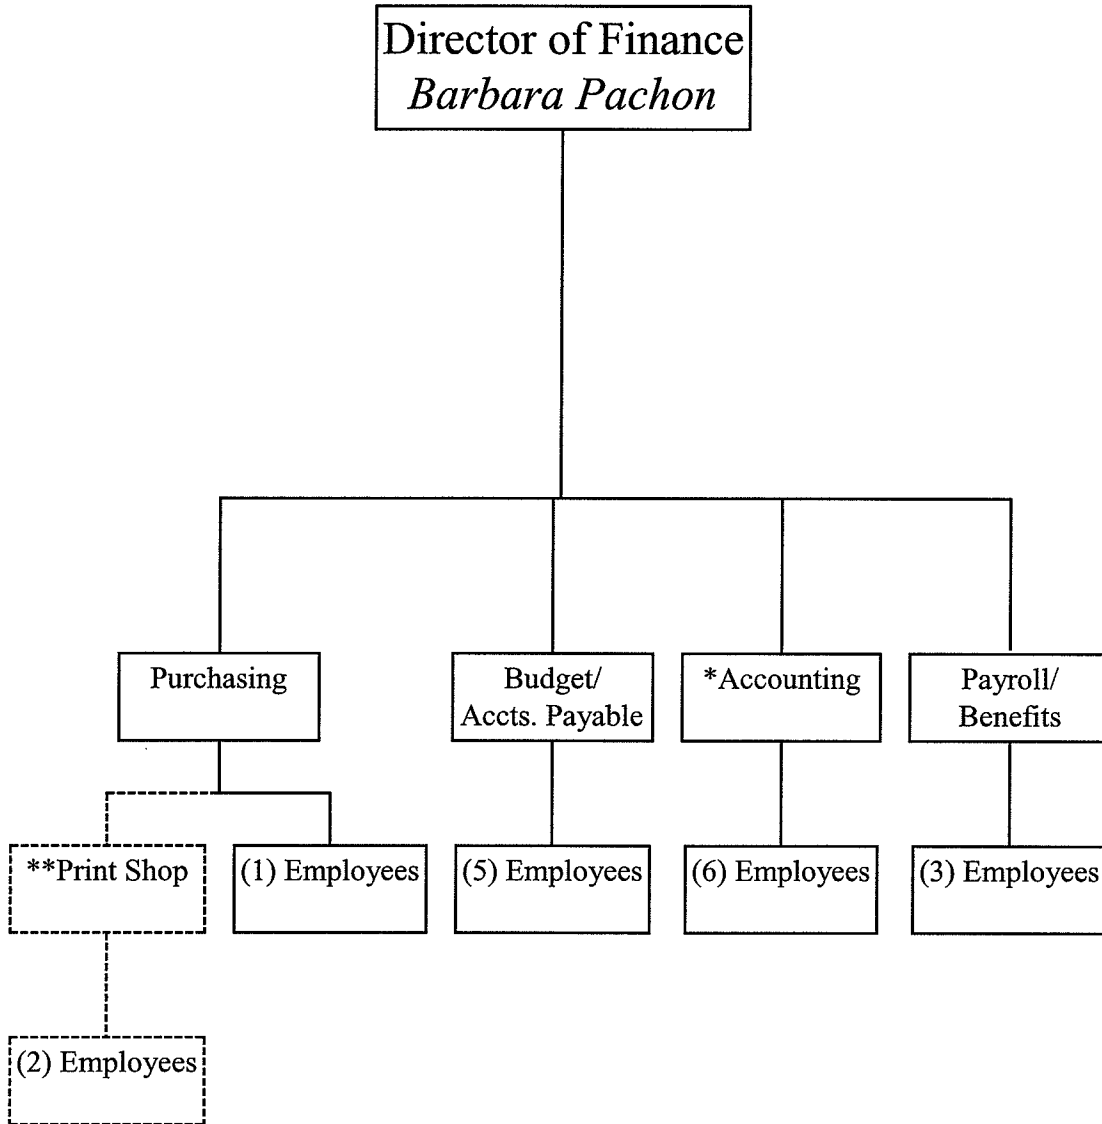 Director of Finance
Barbara Pachon
Purchasing
Budget/
Accts. Payable
*Accounting
Payroll/
Benefits
**Print Shop
(1) Employees
(5) Employees
(6) Employees
(3) Employees
(2) Employees